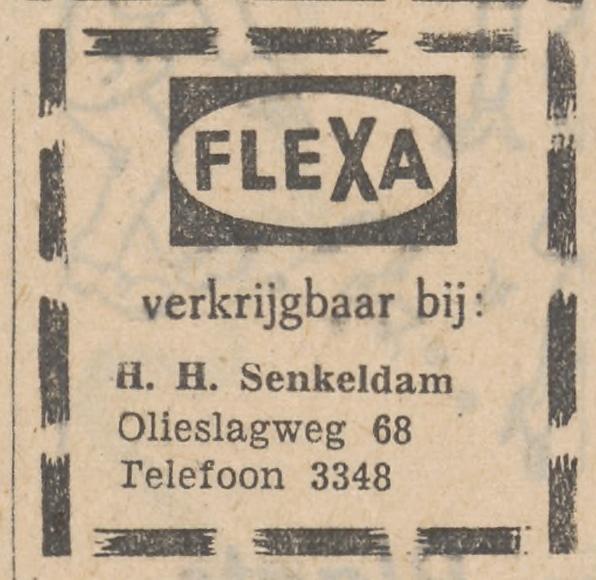 FLEXA
verkrijgbaar bij:
H. H. Senkeldam
Olieslagweg 68
Telefoon 3348